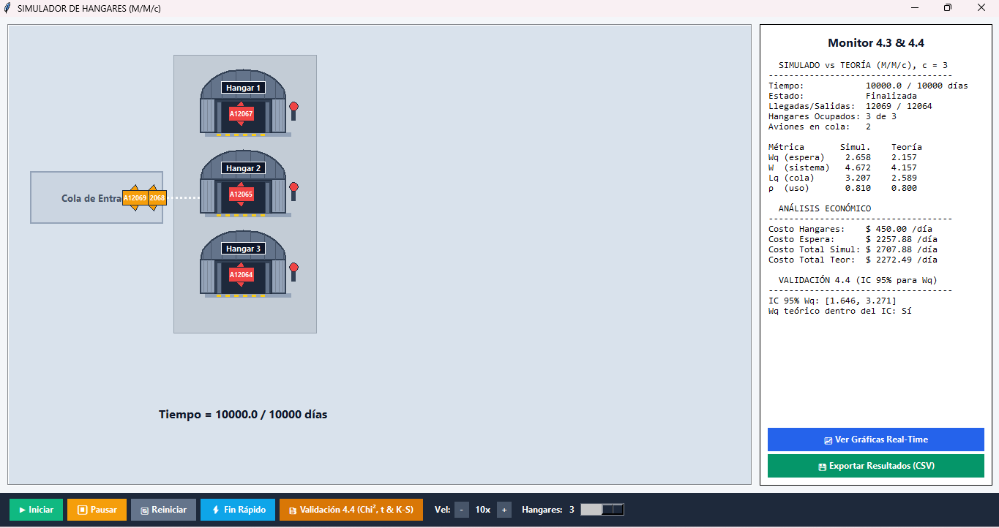 SIMULADOR DE HANGARES (M/M/c)
Hangar 1
A12067
Hangar 2
A12065
Hangar 3
A12064
Cola de Entra
A12069
2068
Tiempo = 10000.0 / 10000 días
Monitor 4.3 & 4.4
SIMULADO vs TEORÍA (M/M/c), c = 3
------------------------------------
Tiempo: 10000.0 / 10000 días
Estado: Finalizada
Llegadas/Salidas: 12069 / 12064
Hangares Ocupados: 3 de 3
Aviones en cola: 2
Métrica Simul. Teoría
Wq (espera) 2.658 2.157
W (sistema) 4.672 4.157
Lq (cola) 3.207 2.589
ρ (uso) 0.810 0.800
ANÁLISIS ECONÓMICO
------------------------------------
Costo Hangares: $ 450.00 /día
Costo Espera: $ 2257.88 /día
Costo Total Simul: $ 2707.88 /día
Costo Total Teor: $ 2272.49 /día
VALIDACIÓN 4.4 (IC 95% para Wq)
------------------------------------
IC 95% Wq: [1.646, 3.271]
Wq teórico dentro del IC: Sí
Ver Gráficas Real-Time
Exportar Resultados (CSV)
Iniciar
Pausar
Reiniciar
Fin Rápido
Validación 4.4 (Chi², t & K-S)
Vel: - 10x +
Hangares: 3